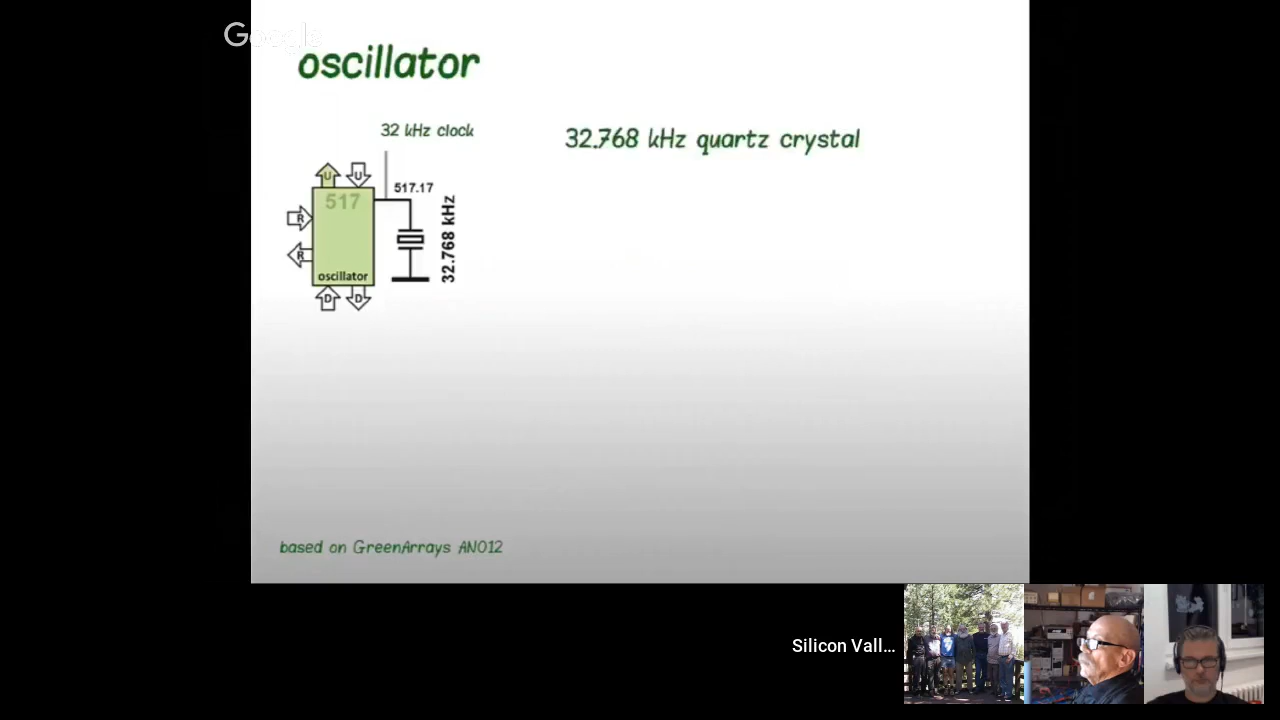 Google
oscillator
32 kHz clock
32.768 kHz quartz crystal
U U
517.17
517
R
32.768 kHz
R
oscillator
D D
based on GreenArrays AN012
Silicon Vall...